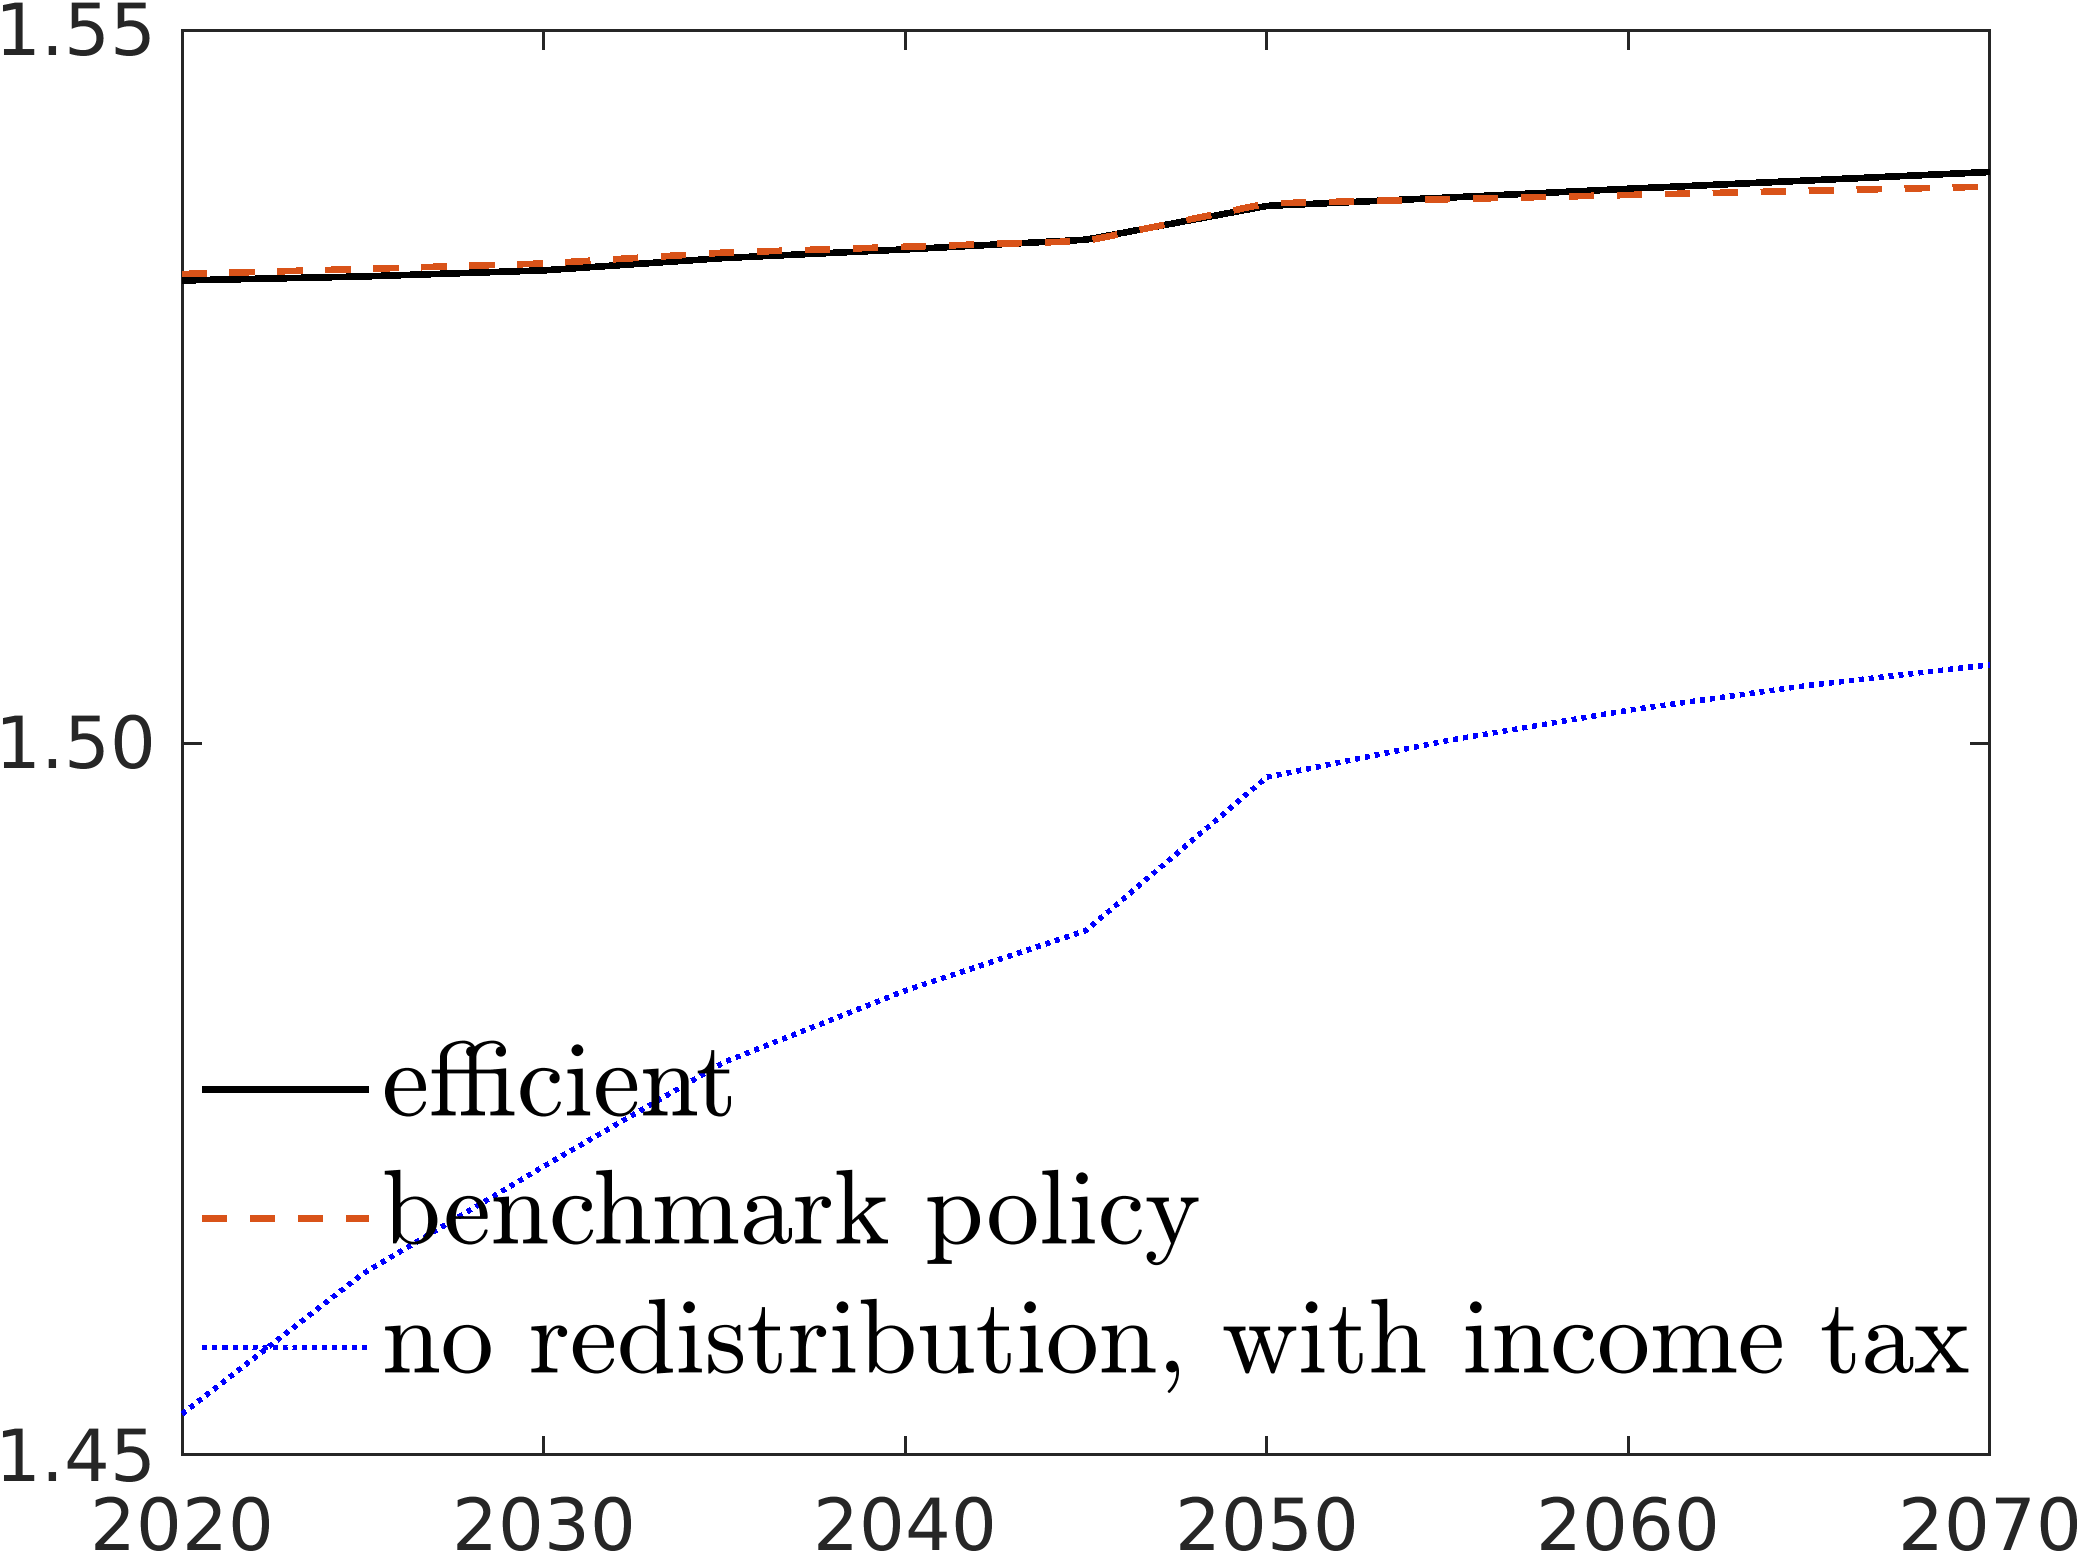 1.55
1.50
efficient
benchmark policy
no redistribution, with income tax
1.45
2020 2030 2040 2050 2060 2070